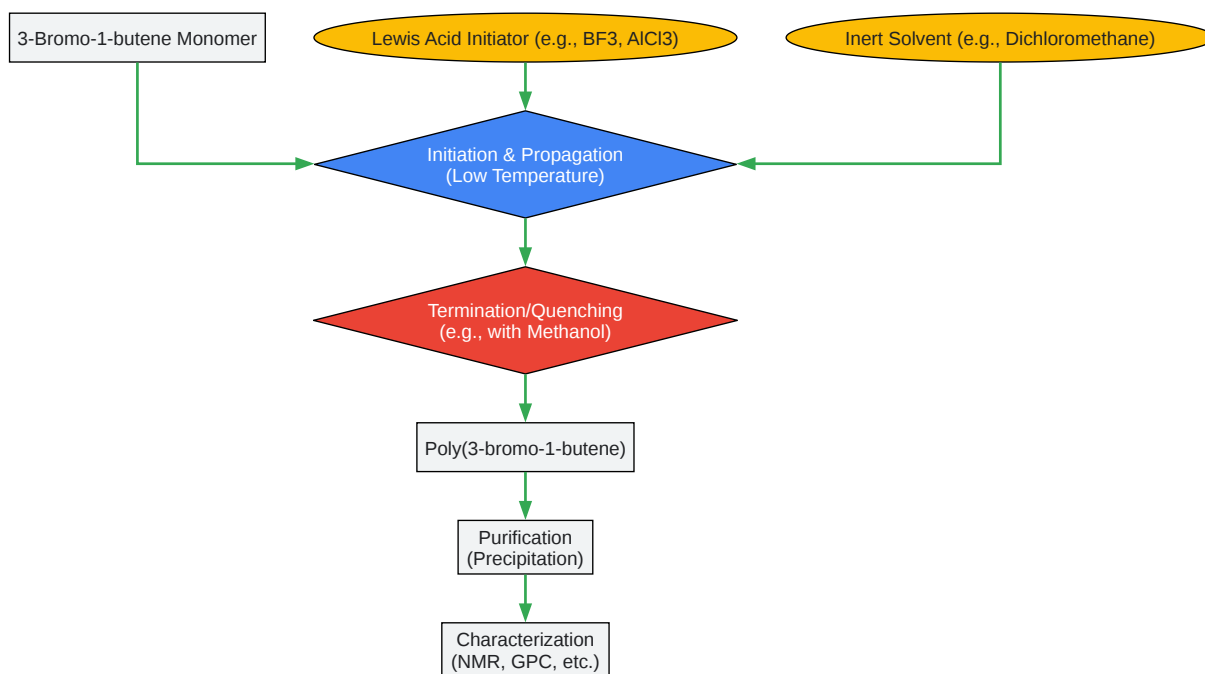 3-Bromo-1-butene Monomer
Lewis Acid Initiator (e.g., BF3, AlCl3)
Inert Solvent (e.g., Dichloromethane)
Initiation & Propagation
(Low Temperature)
Termination/Quenching
(e.g., with Methanol)
Poly(3-bromo-1-butene)
Purification
(Precipitation)
Characterization
(NMR, GPC, etc.)